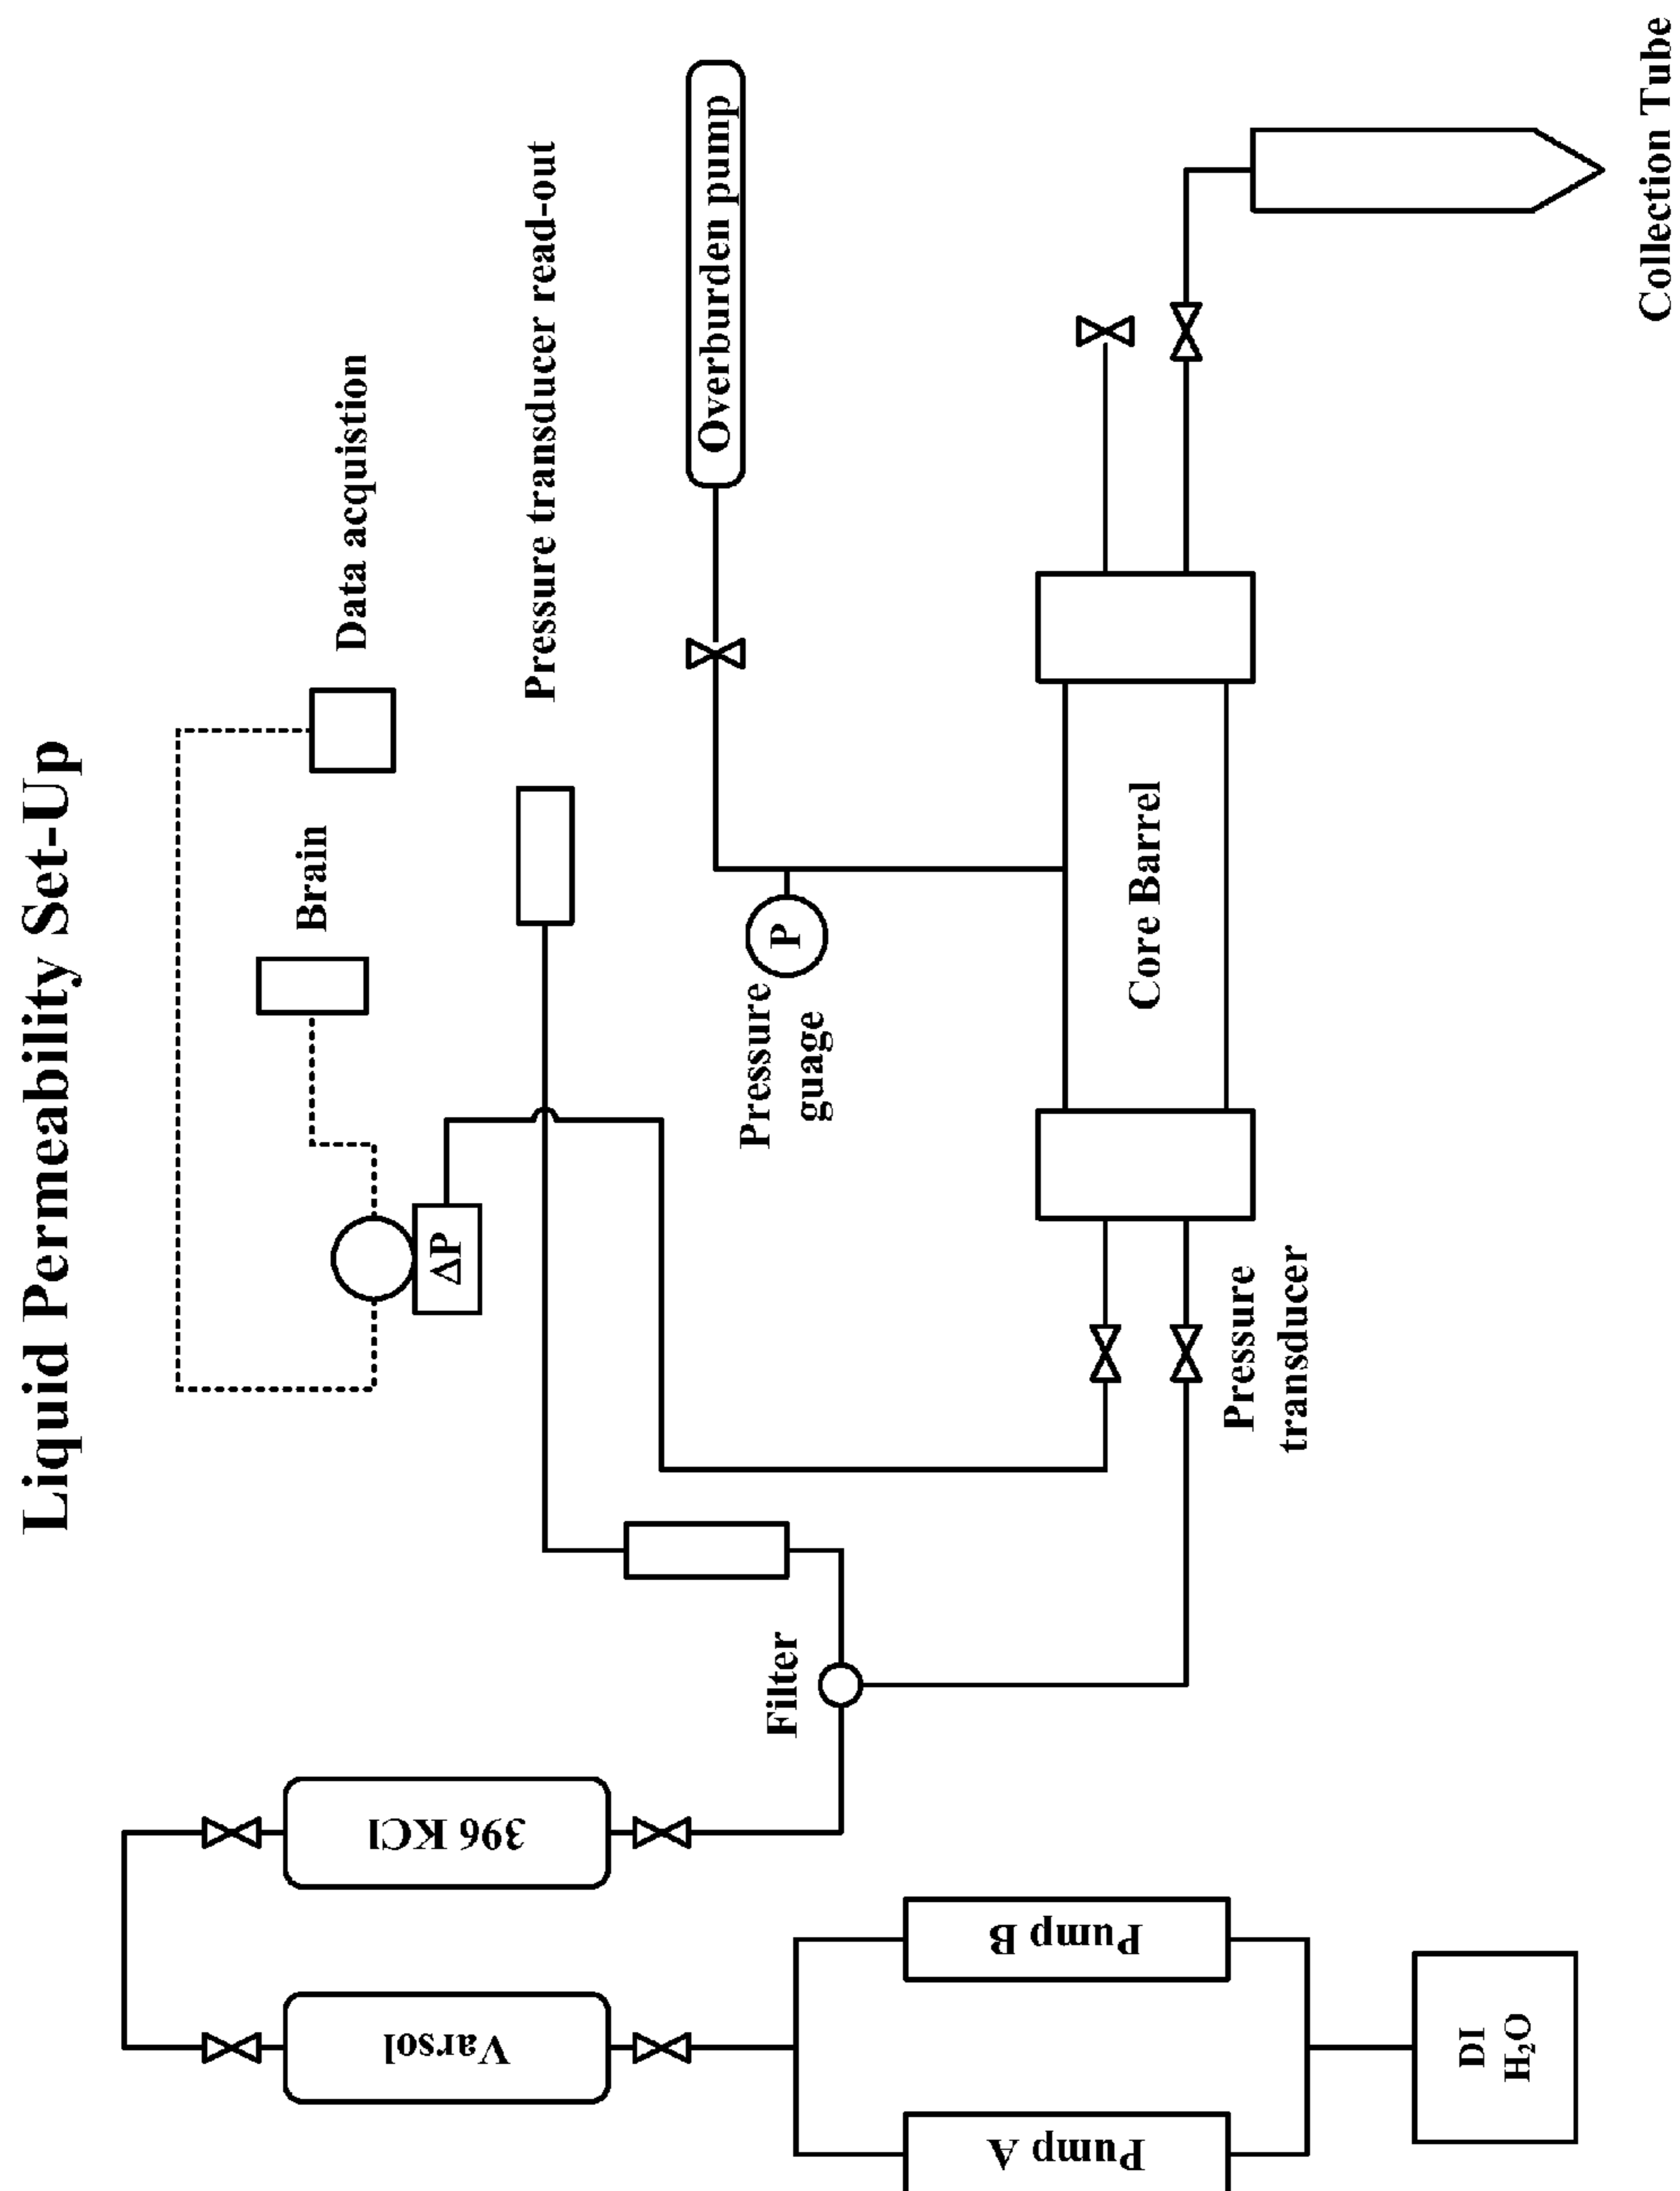 Liquid Permeability Set-Up
Data acquistion
Brain
Pressure transducer read-out
ΔP
Overburden pump
Pressure
guage
P
Core Barrel
Pressure
transducer
Collection Tube
Filter
396 KCl
Varsol
Pump B
Pump A
DI
H₂O